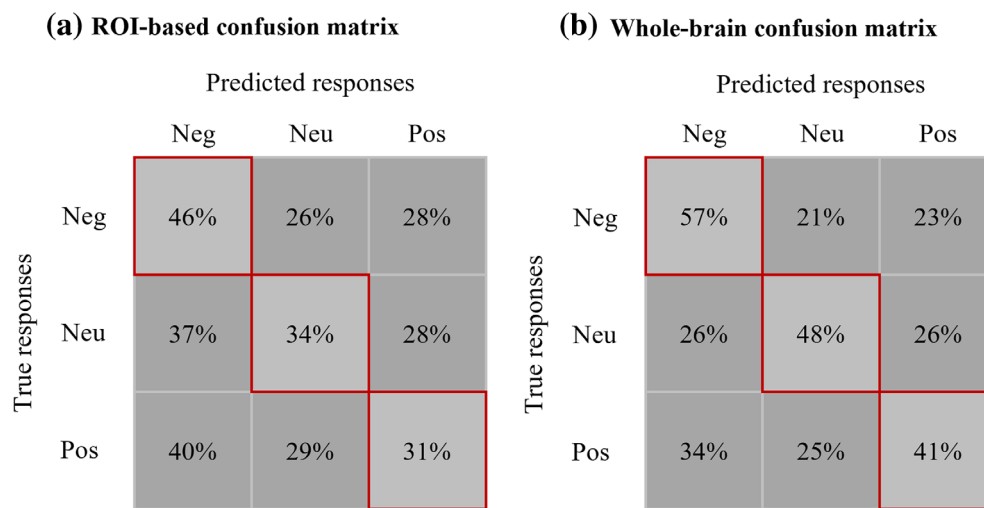 (a) ROI-based confusion matrix
Predicted responses
Neg Neu Pos
True responses
Neg 46% 26% 28%
Neu 37% 34% 28%
Pos 40% 29% 31%
(b) Whole-brain confusion matrix
Predicted responses
Neg Neu Pos
True responses
Neg 57% 21% 23%
Neu 26% 48% 26%
Pos 34% 25% 41%